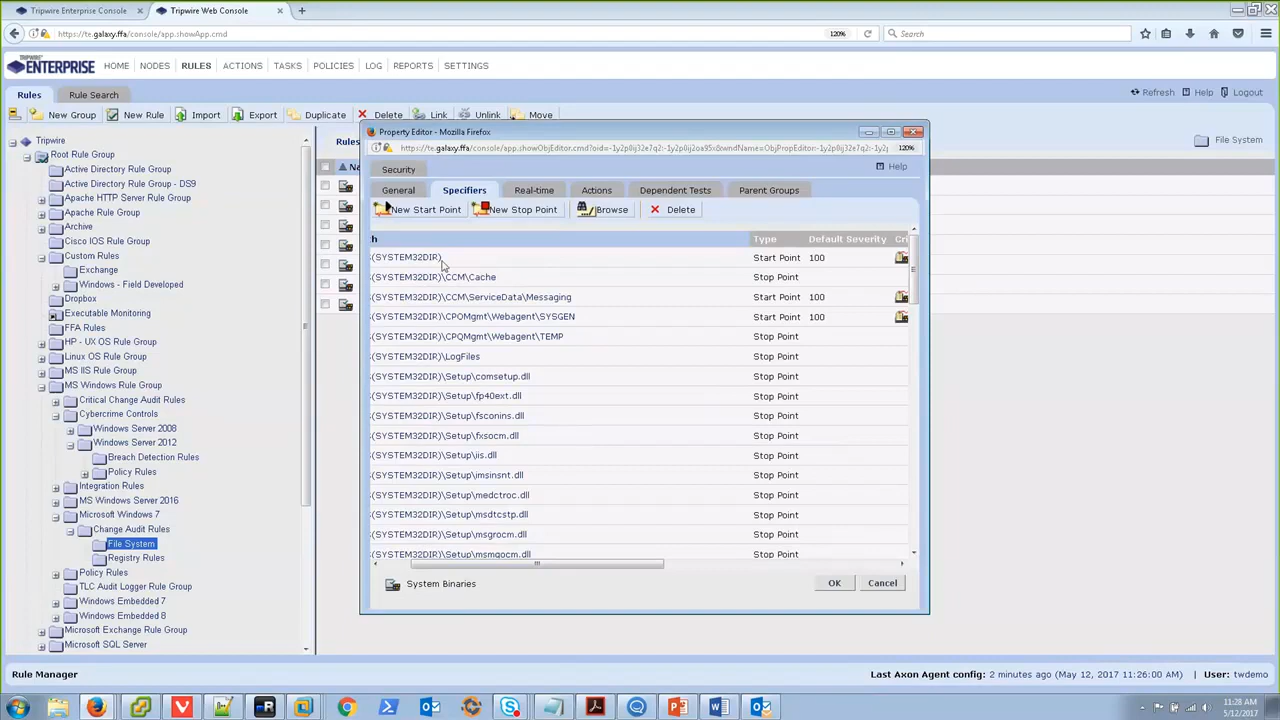 Tripwire Enterprise Console
Tripwire Web Console
https://te.galaxy.ffa/console/app.showApp.cmd
120%
Search
TRIPWIRE
ENTERPRISE
HOME NODES RULES ACTIONS TASKS POLICIES LOG REPORTS SETTINGS
Rules Rule Search
Refresh Help Logout
New Group New Rule Import Export Duplicate Delete Link Unlink Move
Tripwire
Root Rule Group
Active Directory Rule Group
Active Directory Rule Group - DS9
Apache HTTP Server Rule Group
Apache Rule Group
Archive
Cisco IOS Rule Group
Custom Rules
Exchange
Windows - Field Developed
Dropbox
Executable Monitoring
FFA Rules
HP - UX OS Rule Group
Linux OS Rule Group
MS IIS Rule Group
MS Windows Rule Group
Critical Change Audit Rules
Cybercrime Controls
Windows Server 2008
Windows Server 2012
Breach Detection Rules
Policy Rules
Integration Rules
MS Windows Server 2016
Microsoft Windows 7
Change Audit Rules
File System
Registry Rules
Policy Rules
TLC Audit Logger Rule Group
Windows Embedded 7
Windows Embedded 8
Microsoft Exchange Rule Group
Microsoft SQL Server
Rules
File System
Na
Property Editor - Mozilla Firefox
120%
Security
Help
General Specifiers Real-time Actions Dependent Tests Parent Groups
New Start Point New Stop Point Browse Delete
h Type Default Severity Cri
(SYSTEM32DIR) Start Point 100
(SYSTEM32DIR)\CCM\Cache Stop Point
(SYSTEM32DIR)\CCM\ServiceData\Messaging Start Point 100
(SYSTEM32DIR)\CPQMgmt\Webagent\SYSGEN Start Point 100
(SYSTEM32DIR)\CPQMgmt\Webagent\TEMP Stop Point
(SYSTEM32DIR)\LogFiles Stop Point
(SYSTEM32DIR)\Setup\comsetup.dll Stop Point
(SYSTEM32DIR)\Setup\fp40ext.dll Stop Point
(SYSTEM32DIR)\Setup\fsconins.dll Stop Point
(SYSTEM32DIR)\Setup\fxsocm.dll Stop Point
(SYSTEM32DIR)\Setup\iis.dll Stop Point
(SYSTEM32DIR)\Setup\imsinsnt.dll Stop Point
(SYSTEM32DIR)\Setup\medctroc.dll Stop Point
(SYSTEM32DIR)\Setup\msdtcstp.dll Stop Point
(SYSTEM32DIR)\Setup\msgrocm.dll Stop Point
(SYSTEM32DIR)\Setup\msmqocm.dll Stop Point
System Binaries
OK Cancel
Rule Manager
Last Axon Agent config: 2 minutes ago (May 12, 2017 11:26:00 AM) User: twdemo
11:28 AM
5/12/2017